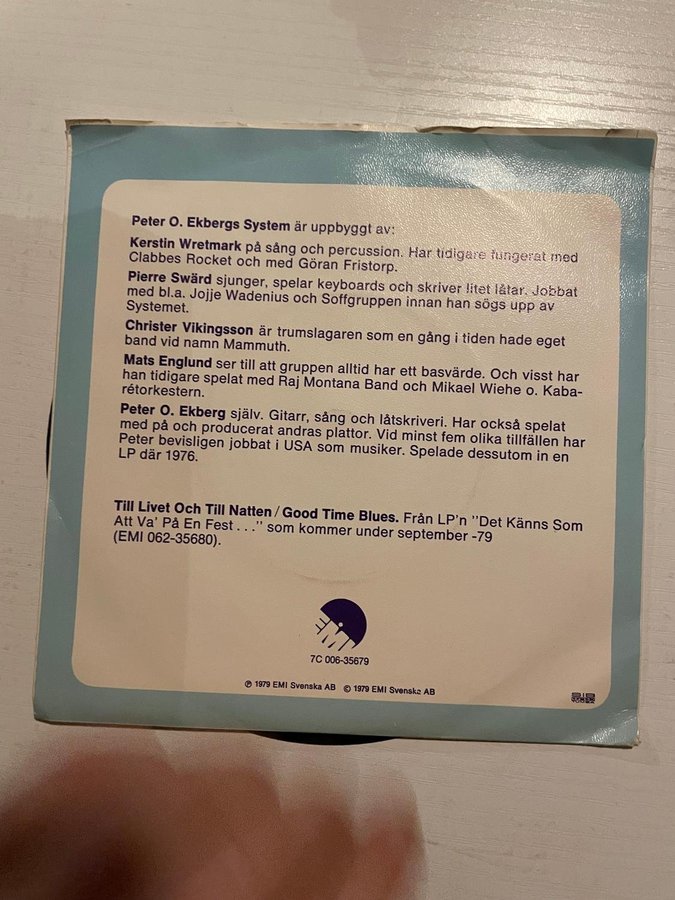 Peter O. Ekbergs System är uppbyggt av:
Kerstin Wretmark på sång och percussion. Har tidigare fungerat med
Clabbes Rocket och med Göran Fristorp.
Pierre Swärd sjunger, spelar keyboards och skriver litet låtar. Jobbat
med bl.a. Jojje Wadenius och Soffgruppen innan han sögs upp av
Systemet.
Christer Vikingsson är trumslagaren som en gång i tiden hade eget
band vid namn Mammuth.
Mats Englund ser till att gruppen alltid har ett basvärde. Och visst har
han tidigare spelat med Raj Montana Band och Mikael Wiehe o. Kaba-
rétorkestern.
Peter O. Ekberg själv. Gitarr, sång och låtskriveri. Har också spelat
med på och producerat andras plattor. Vid minst fem olika tillfällen har
Peter bevisligen jobbat i USA som musiker. Spelade dessutom in en
LP där 1976.
Till Livet Och Till Natten / Good Time Blues. Från LP'n "Det Känns Som
Att Va' På En Fest . . ." som kommer under september -79
(EMI 062-35680).
EMI
7C 006-35679
℗ 1979 EMI Svenska AB © 1979 EMI Svenska AB